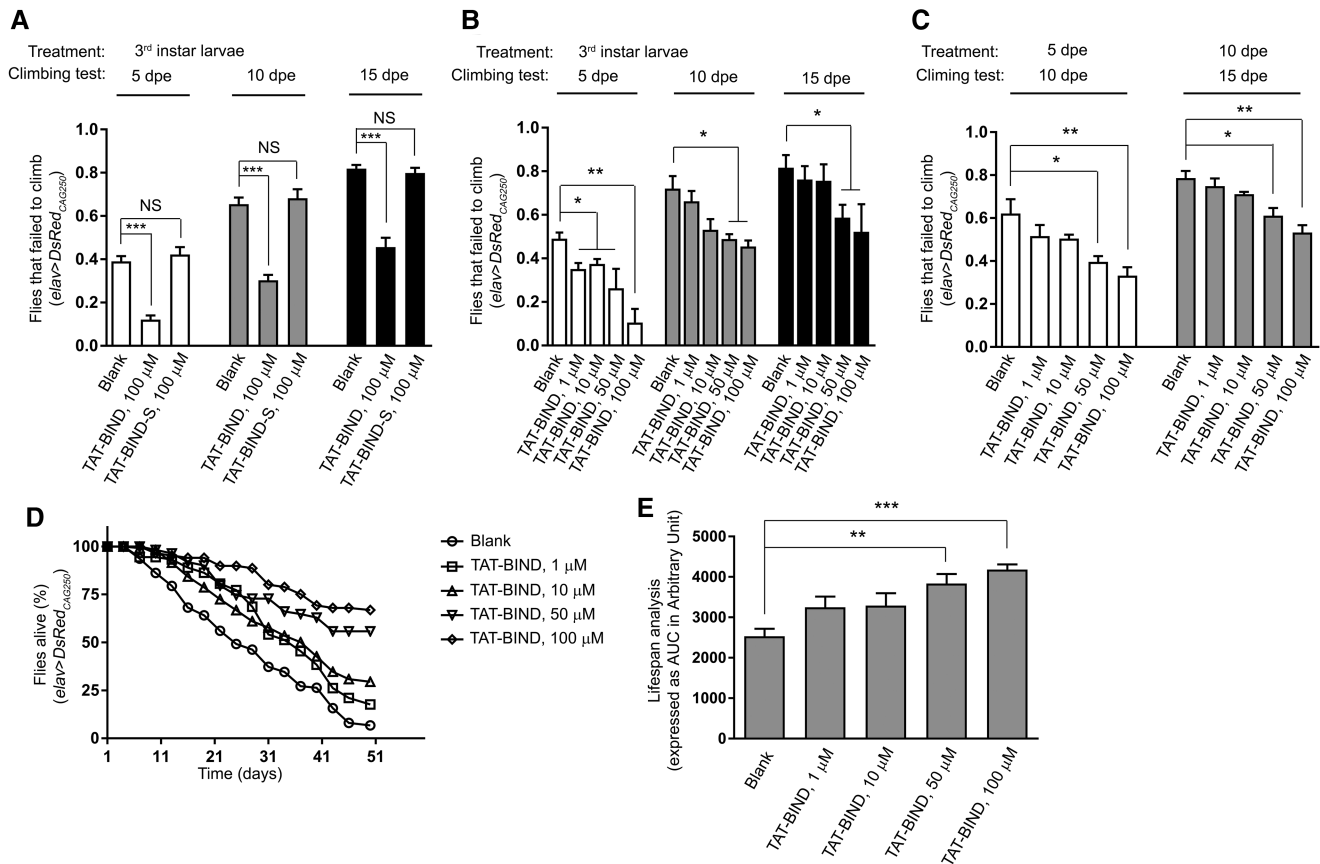 A
Treatment: 3rd instar larvae
Climbing test: 5 dpe 10 dpe 15 dpe
Flies that failed to climb
(elav>DsRedCAG250)
1.0
0.8
0.6
0.4
0.2
0.0
NS
***
NS
***
NS
***
Blank
TAT-BIND, 100 µM
TAT-BIND-S, 100 µM
Blank
TAT-BIND, 100 µM
TAT-BIND-S, 100 µM
Blank
TAT-BIND, 100 µM
TAT-BIND-S, 100 µM
B
Treatment: 3rd instar larvae
Climbing test: 5 dpe 10 dpe 15 dpe
Flies that failed to climb
(elav>DsRedCAG250)
1.0
0.8
0.6
0.4
0.2
0.0
**
*
*
*
Blank
TAT-BIND, 1 µM
TAT-BIND, 10 µM
TAT-BIND, 50 µM
TAT-BIND, 100 µM
Blank
TAT-BIND, 1 µM
TAT-BIND, 10 µM
TAT-BIND, 50 µM
TAT-BIND, 100 µM
Blank
TAT-BIND, 1 µM
TAT-BIND, 10 µM
TAT-BIND, 50 µM
TAT-BIND, 100 µM
C
Treatment: 5 dpe 10 dpe
Climing test: 10 dpe 15 dpe
Flies that failed to climb
(elav>DsRedCAG250)
1.0
0.8
0.6
0.4
0.2
0.0
**
*
**
*
Blank
TAT-BIND, 1 µM
TAT-BIND, 10 µM
TAT-BIND, 50 µM
TAT-BIND, 100 µM
Blank
TAT-BIND, 1 µM
TAT-BIND, 10 µM
TAT-BIND, 50 µM
TAT-BIND, 100 µM
D
Flies alive (%)
(elav>DsRedCAG250)
100
75
50
25
0
1 11 21 31 41 51
Time (days)
Blank
TAT-BIND, 1 µM
TAT-BIND, 10 µM
TAT-BIND, 50 µM
TAT-BIND, 100 µM
E
Lifespan analysis
(expressed as AUC in Arbitrary Unit)
5000
4000
3000
2000
1000
0
***
**
Blank
TAT-BIND, 1 µM
TAT-BIND, 10 µM
TAT-BIND, 50 µM
TAT-BIND, 100 µM